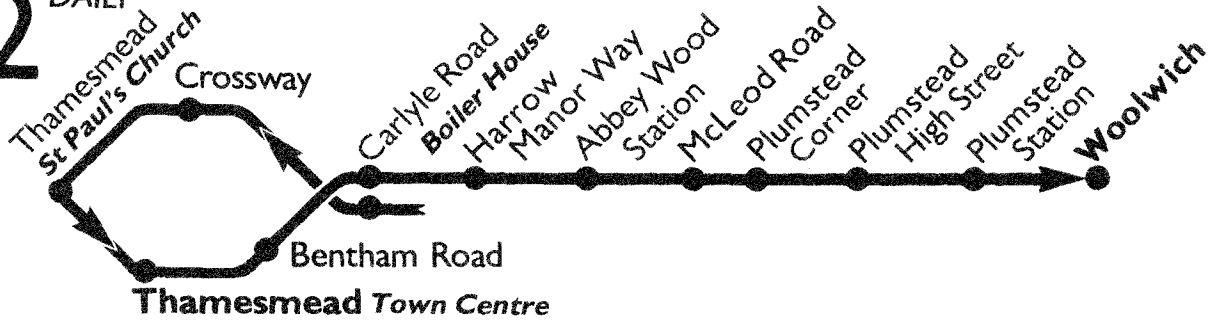 2
DAILY
Thamesmead
St Paul's Church
Crossway
Carlyle Road
Boiler House
Harrow
Manor Way
Abbey Wood
Station
McLeod Road
Plumstead
Corner
Plumstead
High Street
Plumstead
Station
Woolwich
Bentham Road
Thamesmead Town Centre